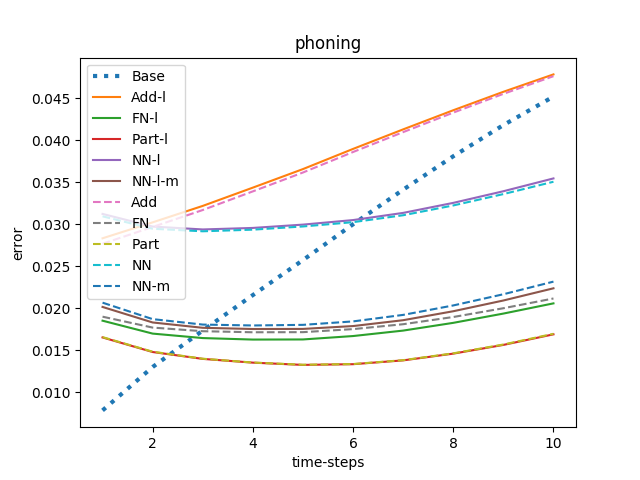 phoning
0.045
0.040
0.035
0.030
0.025
0.020
0.015
0.010
error
Base
Add-l
FN-l
Part-l
NN-l
NN-l-m
Add
FN
Part
NN
NN-m
2
4
6
8
10
time-steps